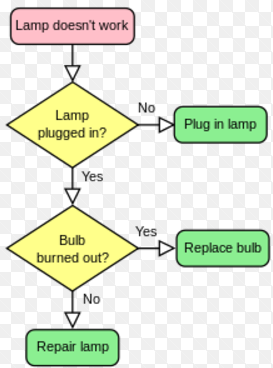 Lamp doesn't work
Lamp
plugged in?
No
Plug in lamp
Yes
Bulb
burned out?
Yes
Replace bulb
No
Repair lamp